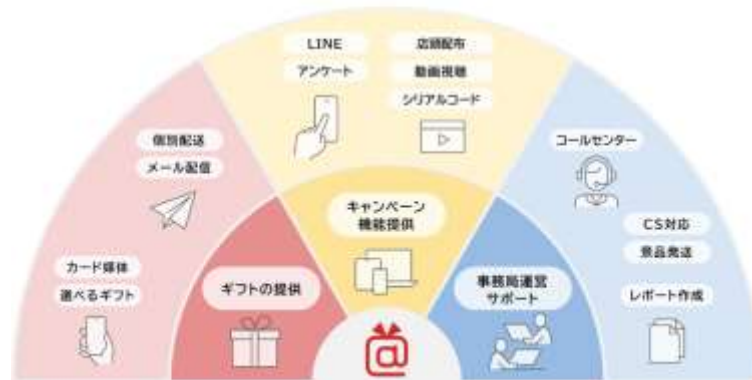 LINE
アンケート
店頭配布
動画視聴
シリアルコード
個別配送
メール配信
カード媒体
選べるギフト
ギフトの提供
キャンペーン
機能提供
事務局運営
サポート
コールセンター
CS対応
景品発送
レポート作成
@